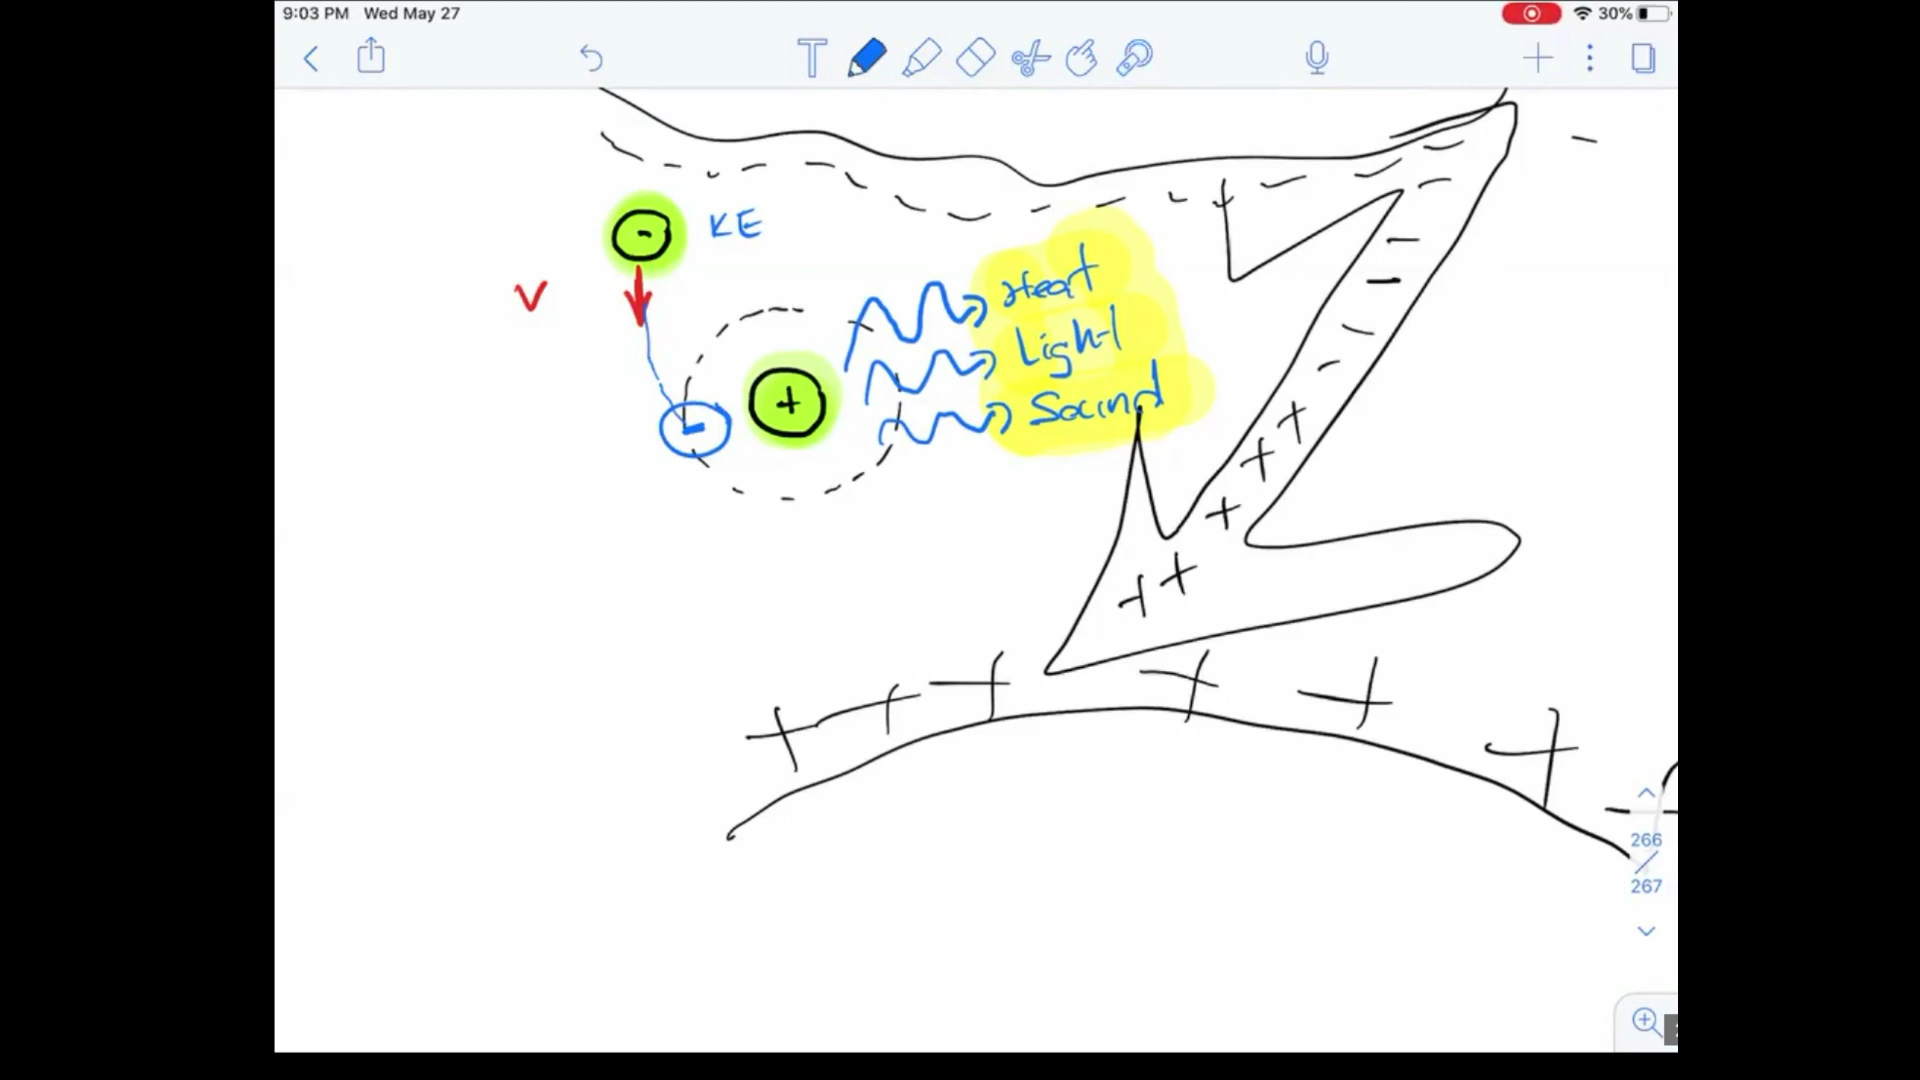 9:03 PM Wed May 27
30%
T
- KE
V
Heat
Light
+
Sound
-
266
267